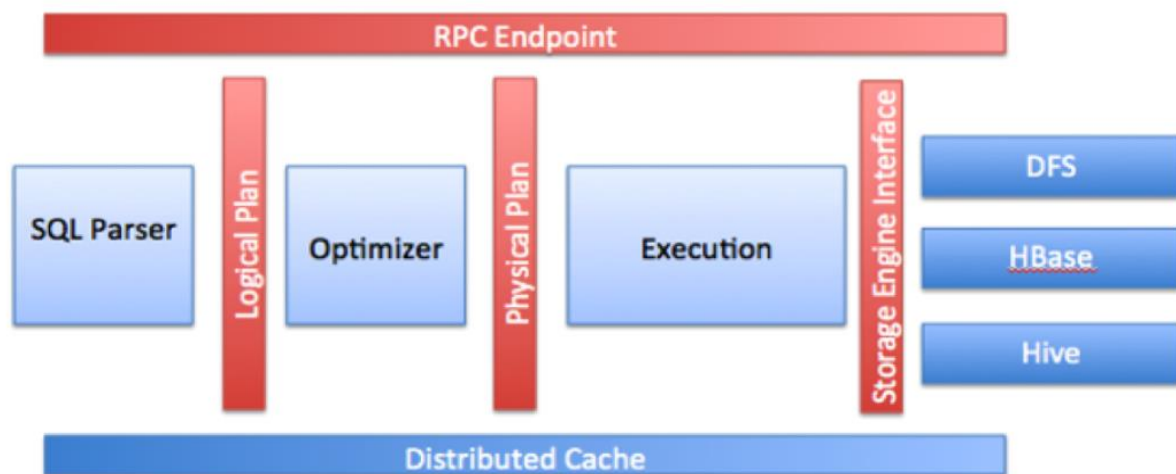 RPC Endpoint
SQL Parser
Logical Plan
Optimizer
Physical Plan
Execution
Storage Engine Interface
DFS
HBase
Hive
Distributed Cache